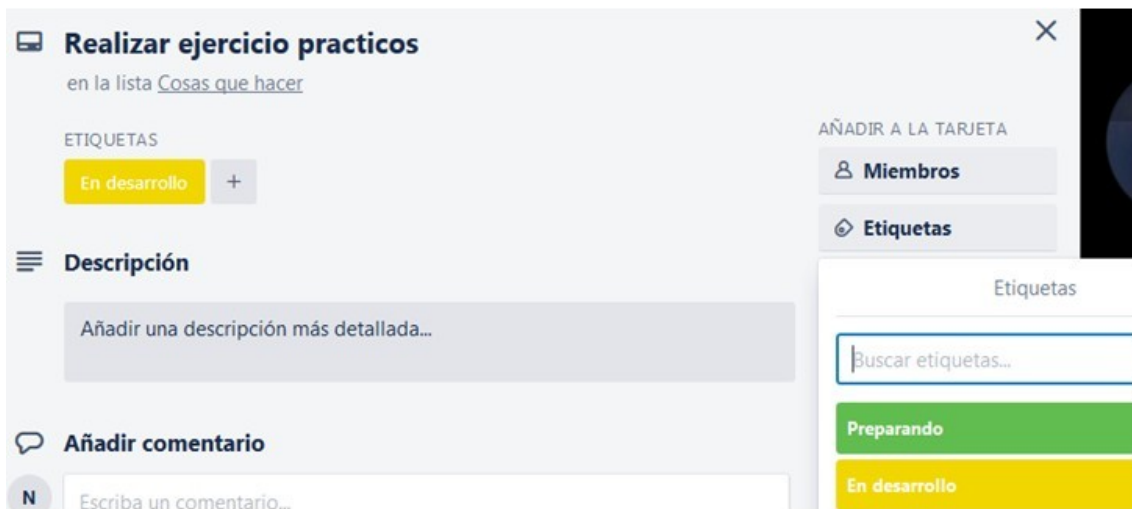 Realizar ejercicio practicos
en la lista Cosas que hacer
ETIQUETAS
En desarrollo +
Descripción
Añadir una descripción más detallada...
Añadir comentario
N
Escriba un comentario...
AÑADIR A LA TARJETA
Miembros
Etiquetas
Etiquetas
Buscar etiquetas...
Preparando
En desarrollo